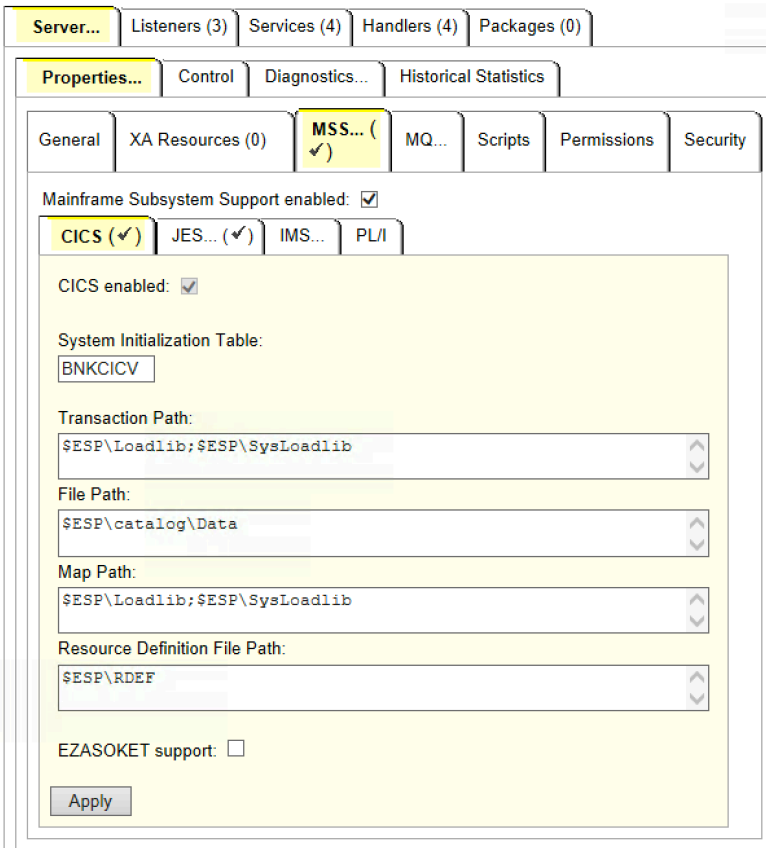 Server... Listeners (3) Services (4) Handlers (4) Packages (0)
Properties... Control Diagnostics... Historical Statistics
General XA Resources (0) MSS... (✓) MQ... Scripts Permissions Security
Mainframe Subsystem Support enabled:
CICS (✓) JES... (✓) IMS... PL/I
CICS enabled:
System Initialization Table:
BNKCICV
Transaction Path:
$ESP\Loadlib;$ESP\SysLoadlib
File Path:
$ESP\catalog\Data
Map Path:
$ESP\Loadlib;$ESP\SysLoadlib
Resource Definition File Path:
$ESP\RDEF
EZASOKET support:
Apply